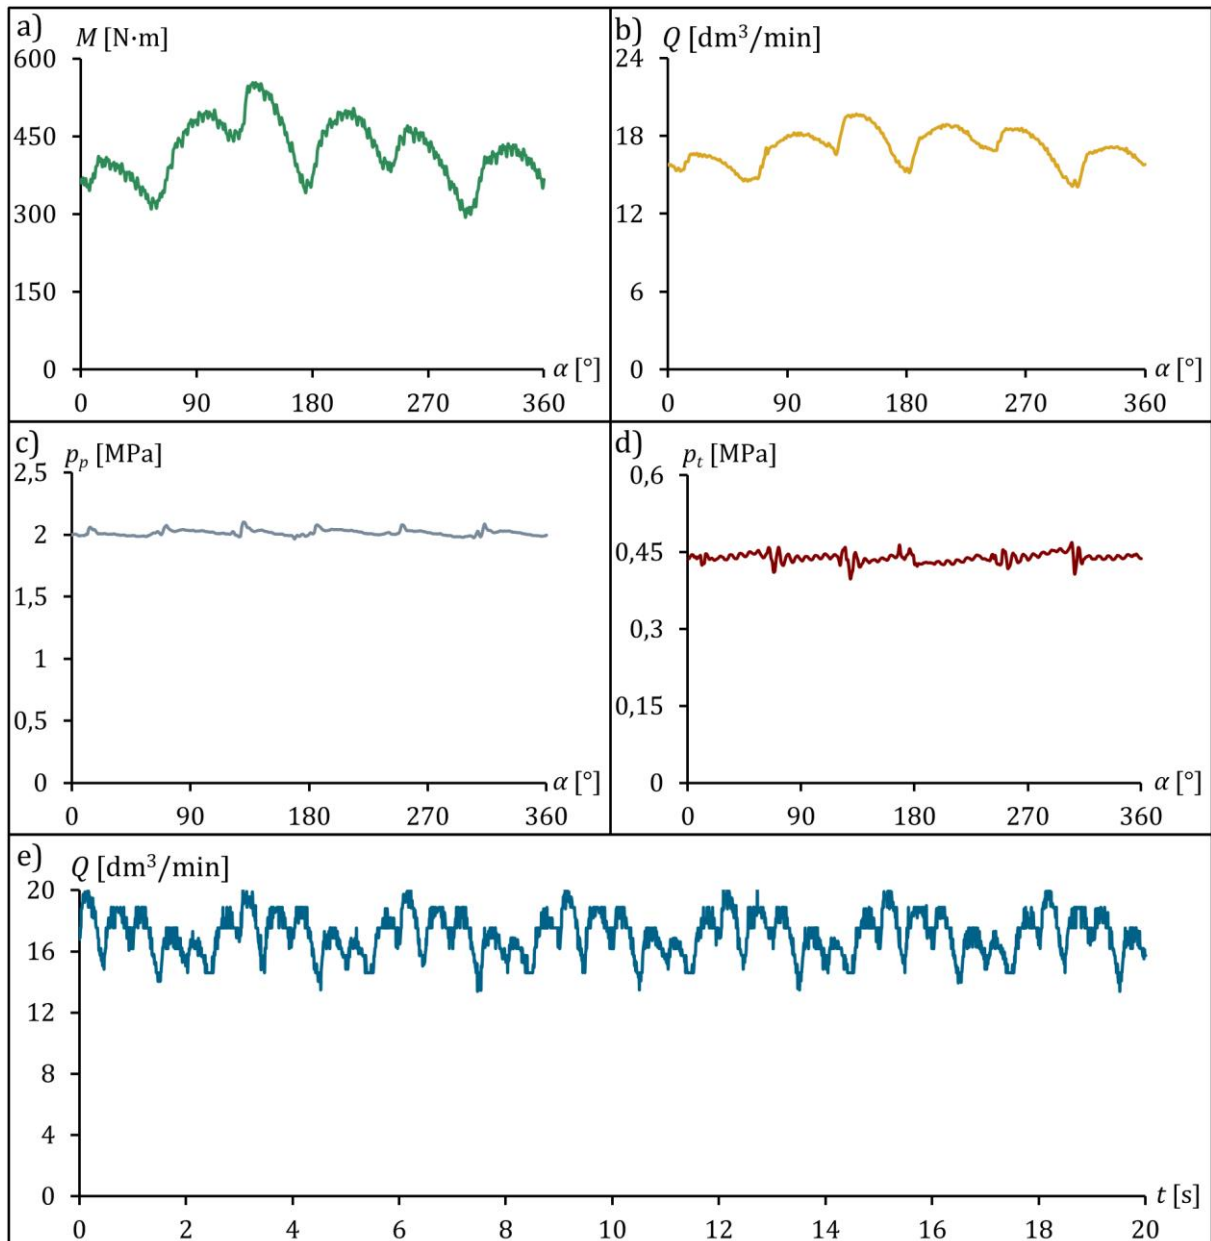 a) M [N·m]
600
450
300
150
0
0 90 180 270 360
α [°]
b) Q [dm³/min]
24
18
12
6
0
0 90 180 270 360
α [°]
c) pₚ [MPa]
2,5
2
1,5
1
0,5
0
0 90 180 270 360
α [°]
d) pₜ [MPa]
0,6
0,45
0,3
0,15
0
0 90 180 270 360
α [°]
e) Q [dm³/min]
20
16
12
8
4
0
0 2 4 6 8 10 12 14 16 18 20
t [s]